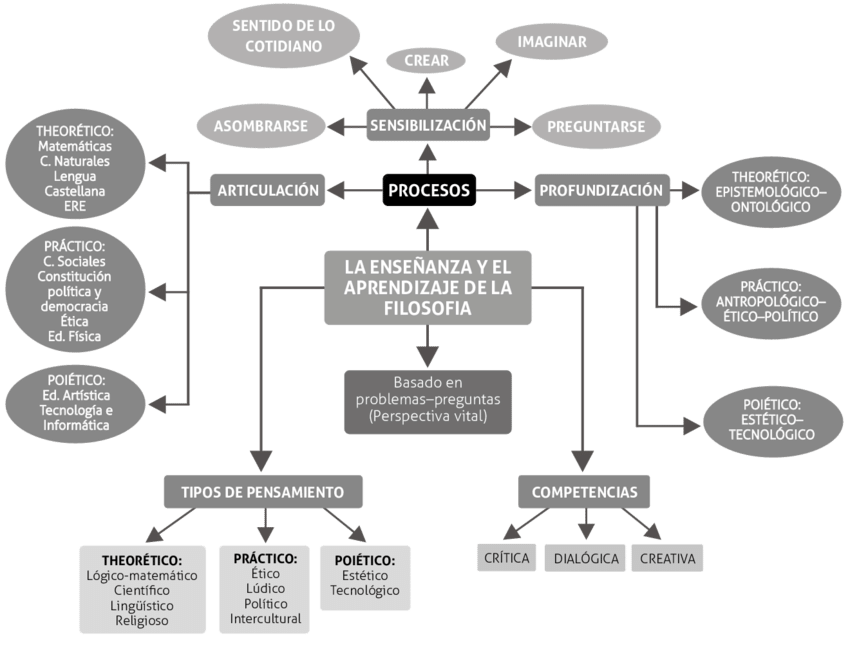 SENTIDO DE LO
COTIDIANO
CREAR
IMAGINAR
ASOMBRARSE
SENSIBILIZACIÓN
PREGUNTARSE
THEORÉTICO:
Matemáticas
C. Naturales
Lengua
Castellana
ERE
ARTICULACIÓN
PROCESOS
PROFUNDIZACIÓN
THEORÉTICO:
EPISTEMOLÓGICO–
ONTOLÓGICO
PRÁCTICO:
C. Sociales
Constitución
política y
democracia
Ética
Ed. Física
LA ENSEÑANZA Y EL
APRENDIZAJE DE LA
FILOSOFIA
PRÁCTICO:
ANTROPOLÓGICO–
ÉTICO–POLÍTICO
POIÉTICO:
Ed. Artística
Tecnología e
Informática
Basado en
problemas–preguntas
(Perspectiva vital)
POIÉTICO:
ESTÉTICO–
TECNOLÓGICO
TIPOS DE PENSAMIENTO
COMPETENCIAS
THEORÉTICO:
Lógico-matemático
Científico
Lingüístico
Religioso
PRÁCTICO:
Ético
Lúdico
Político
Intercultural
POIÉTICO:
Estético
Tecnológico
CRÍTICA
DIALÓGICA
CREATIVA